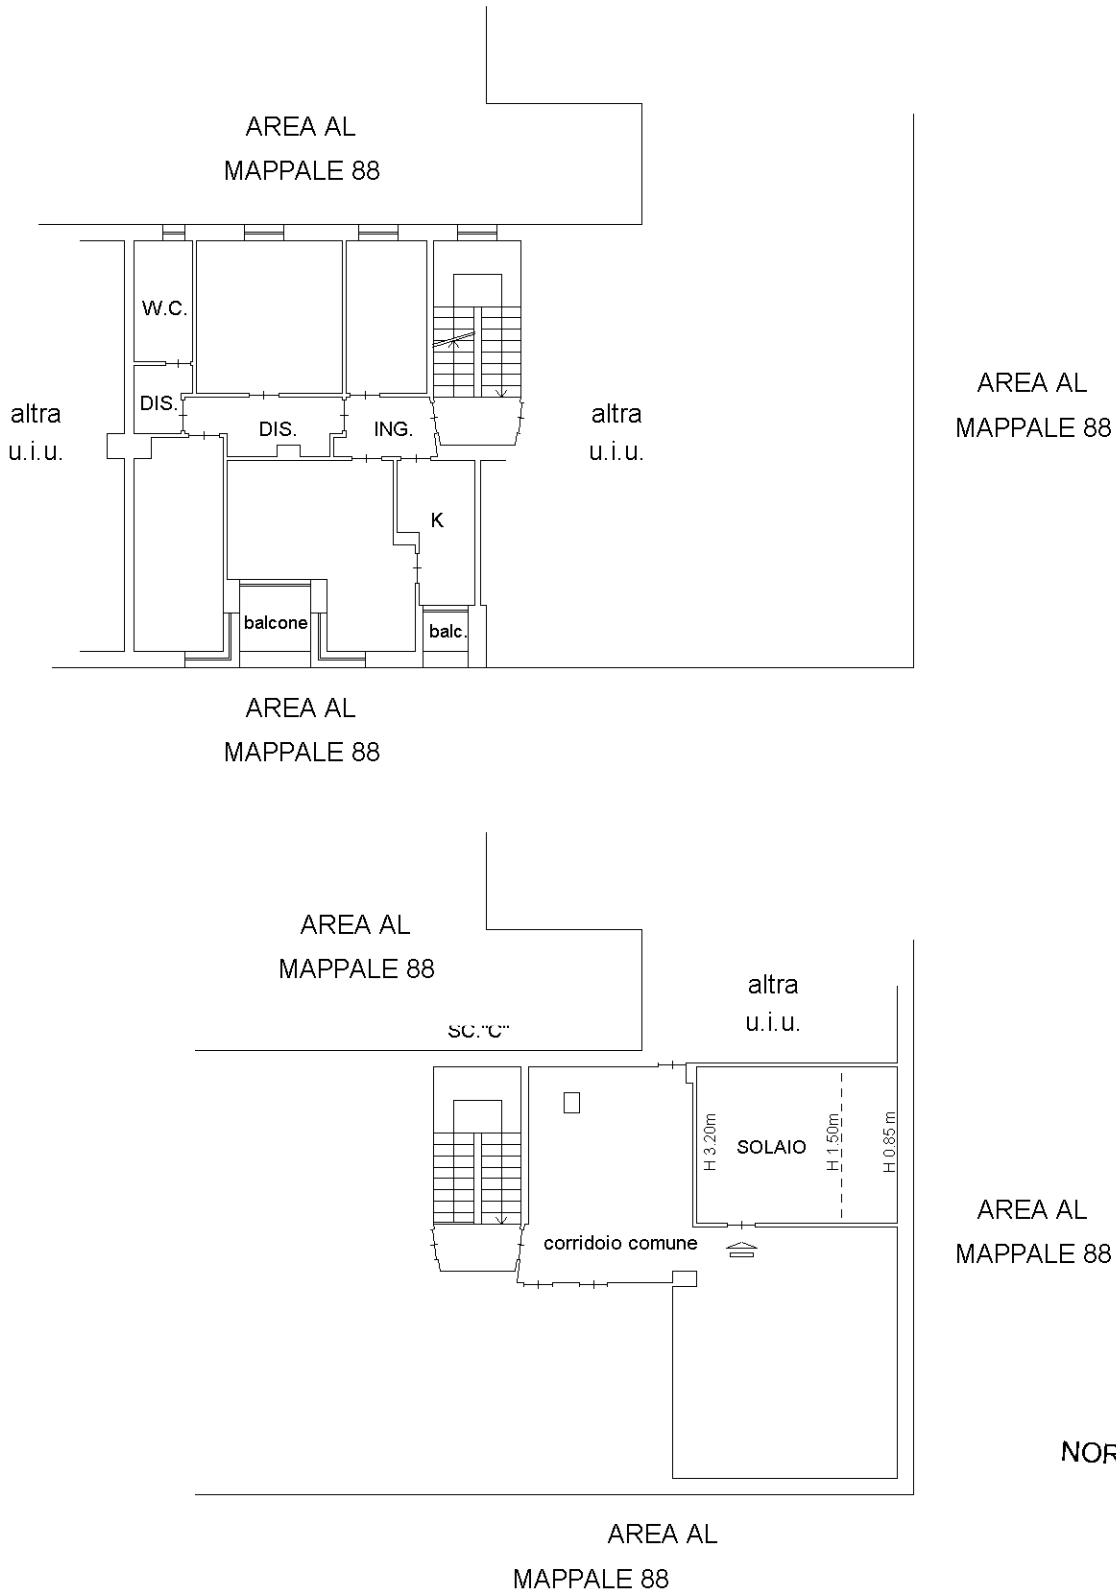 AREA AL
MAPPALE 88
W.C.
DIS.
DIS.
ING.
altra
u.i.u.
altra
u.i.u.
AREA AL
MAPPALE 88
K
balcone
balc.
AREA AL
MAPPALE 88
AREA AL
MAPPALE 88
altra
u.i.u.
SC."C"
H 3.20m
SOLAIO
H 1.50m
H 0.85 m
corridoio comune
AREA AL
MAPPALE 88
NOR
AREA AL
MAPPALE 88